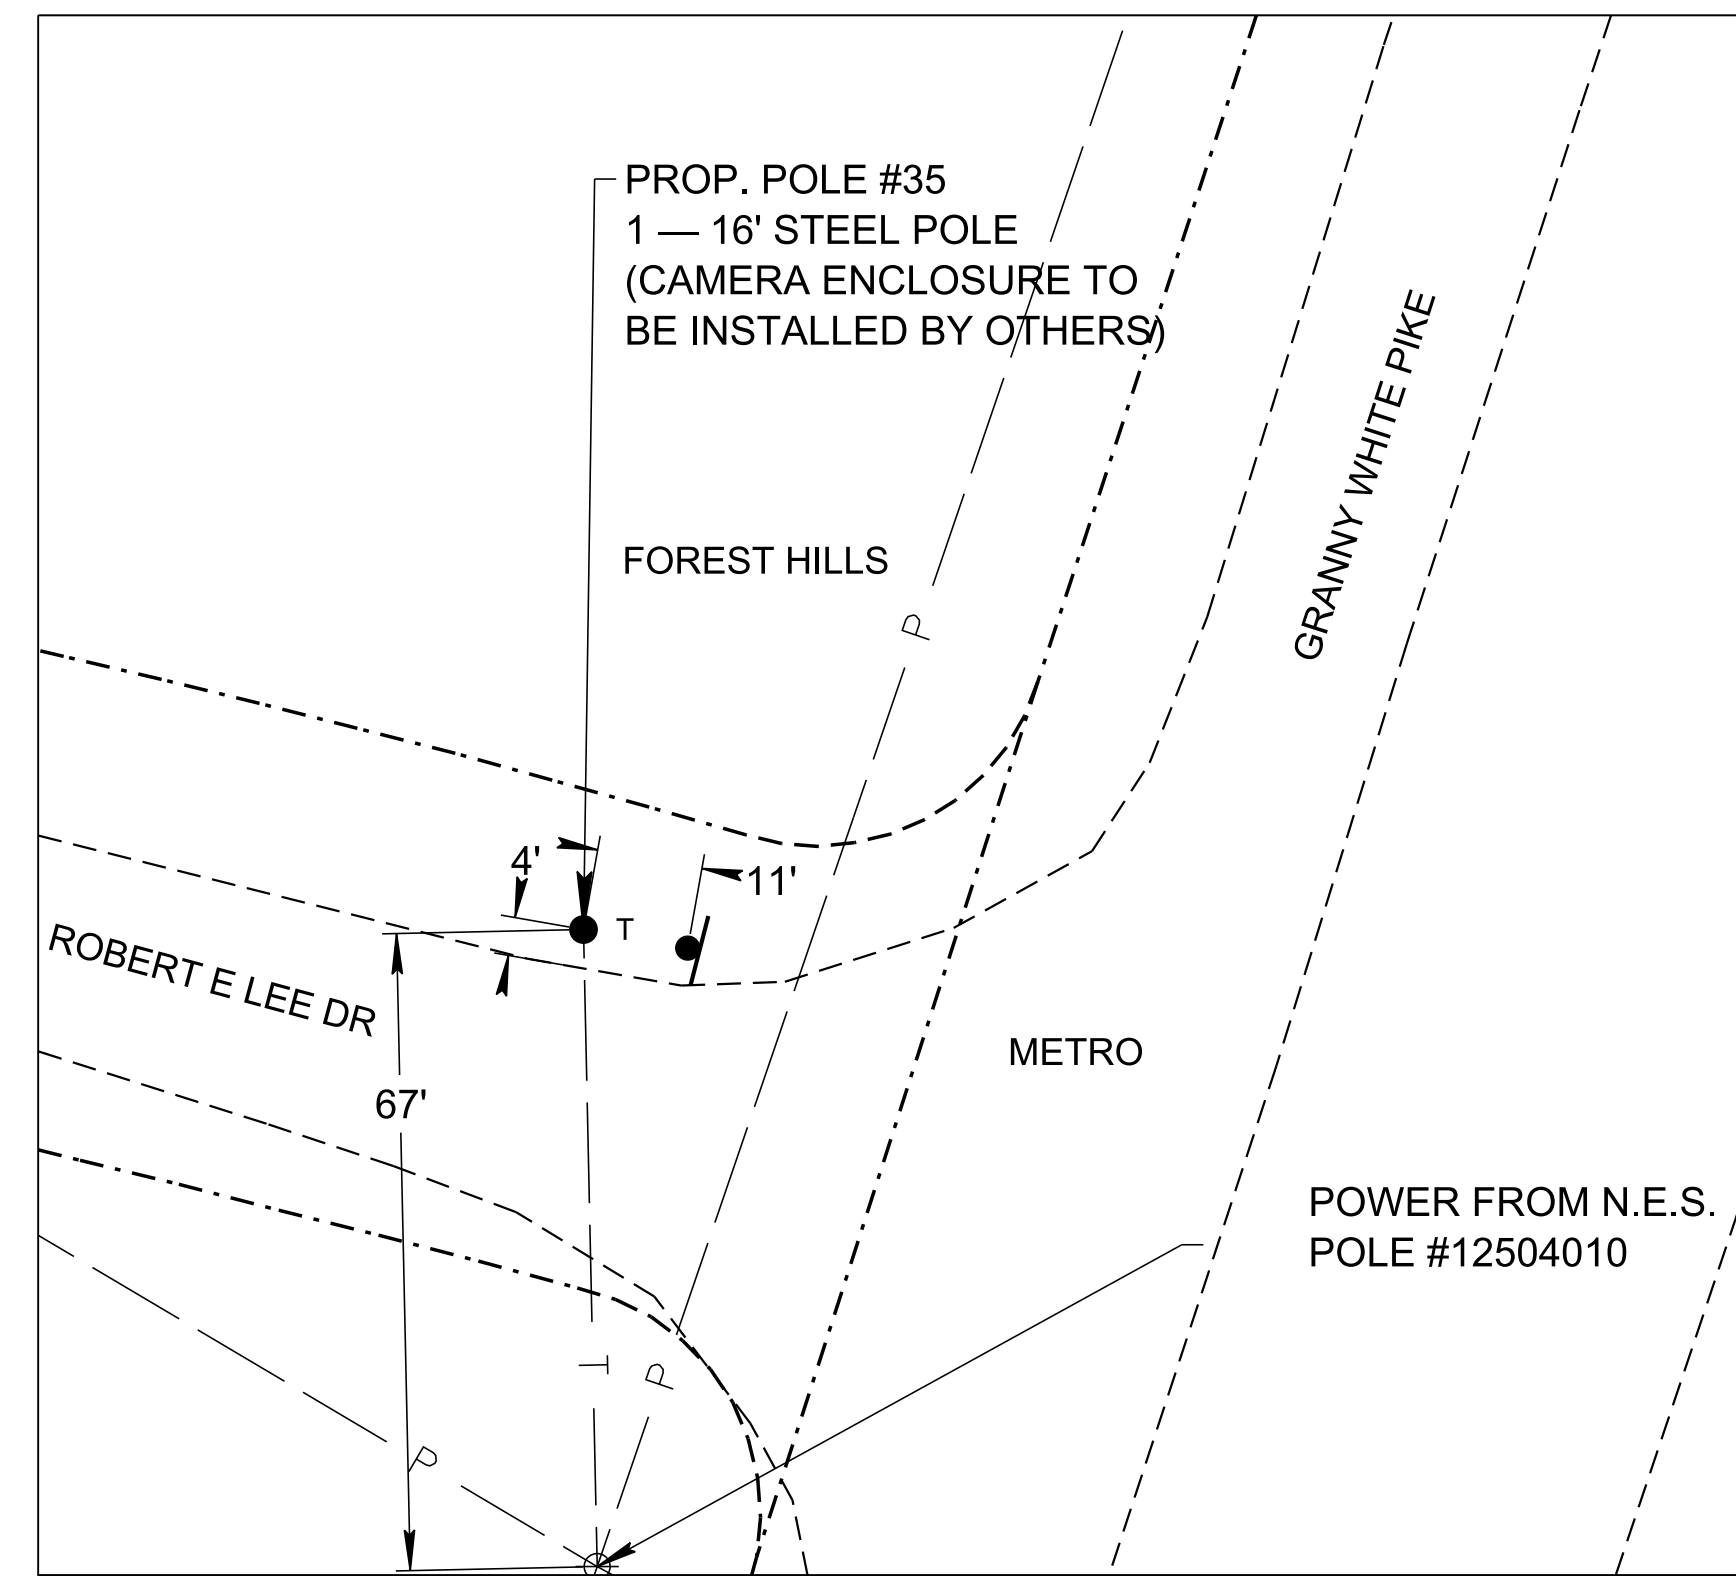 PROP. POLE #35
1 — 16' STEEL POLE
(CAMERA ENCLOSURE TO
BE INSTALLED BY OTHERS)
GRANNY WHITE PIKE
FOREST HILLS
P
4'
11'
T
ROBERT E LEE DR
METRO
67'
POWER FROM N.E.S.
POLE #12504010
T
P
P